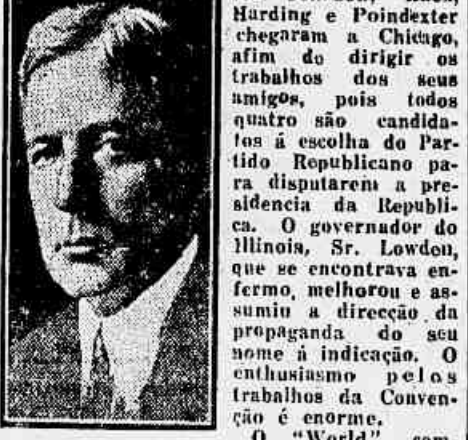 Harding e Poindexter
chegaram a Chicago,
afim de dirigir os
trabalhos dos seus
amigos, pois todos
quatro são candida-
tos á escolha do Par-
tido Republicano pa-
ra disputarem a pre-
sidencia da Republi-
ca. O governador do
Illinois, Sr. Lowden,
que se encontrava en-
fermo, melhorou e as-
sumio a direcção da
propaganda do seu
nome á indicação. O
enthusiasmo pelos
trabalhos da Conven-
ção é enorme.
O "World"